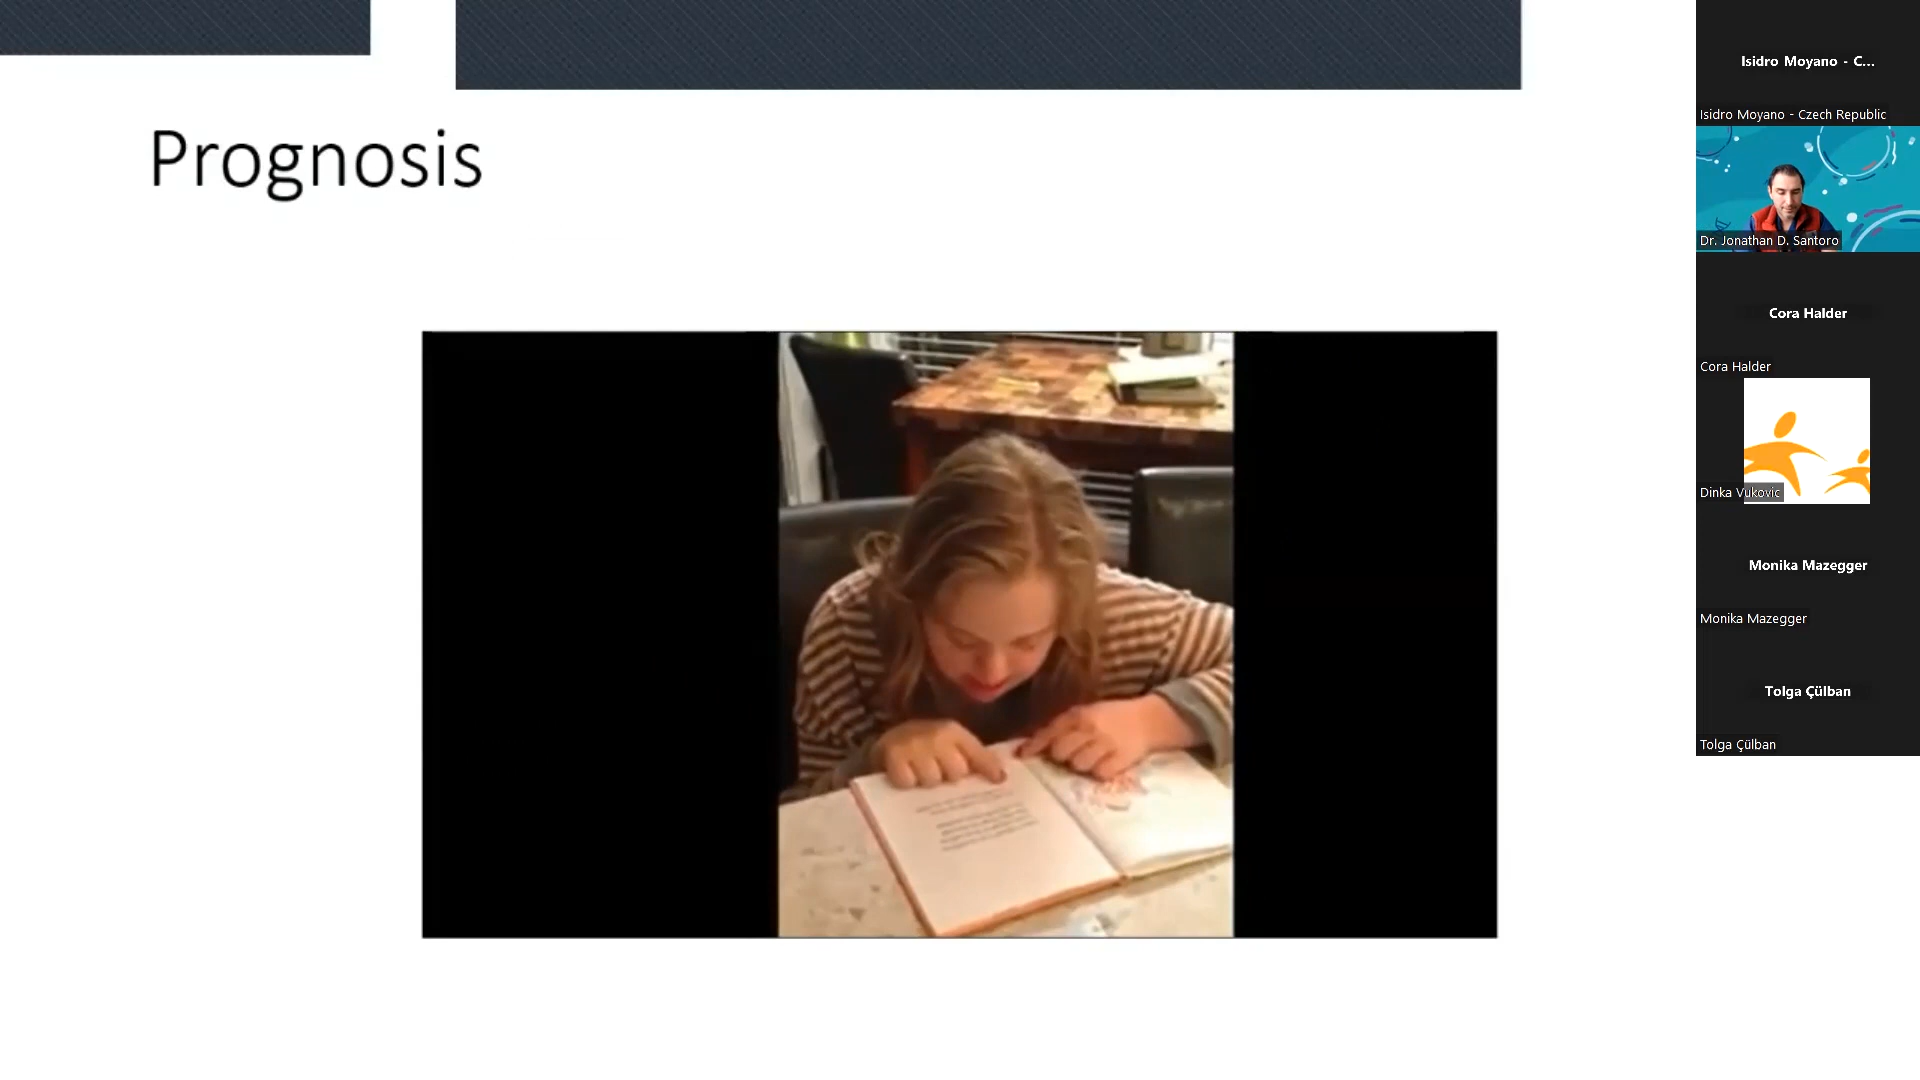 Prognosis
Isidro Moyano - C...
Isidro Moyano - Czech Republic
Dr. Jonathan D. Santoro
Cora Halder
Cora Halder
Dinka Vukovic
Monika Mazegger
Monika Mazegger
Tolga Çülban
Tolga Çülban